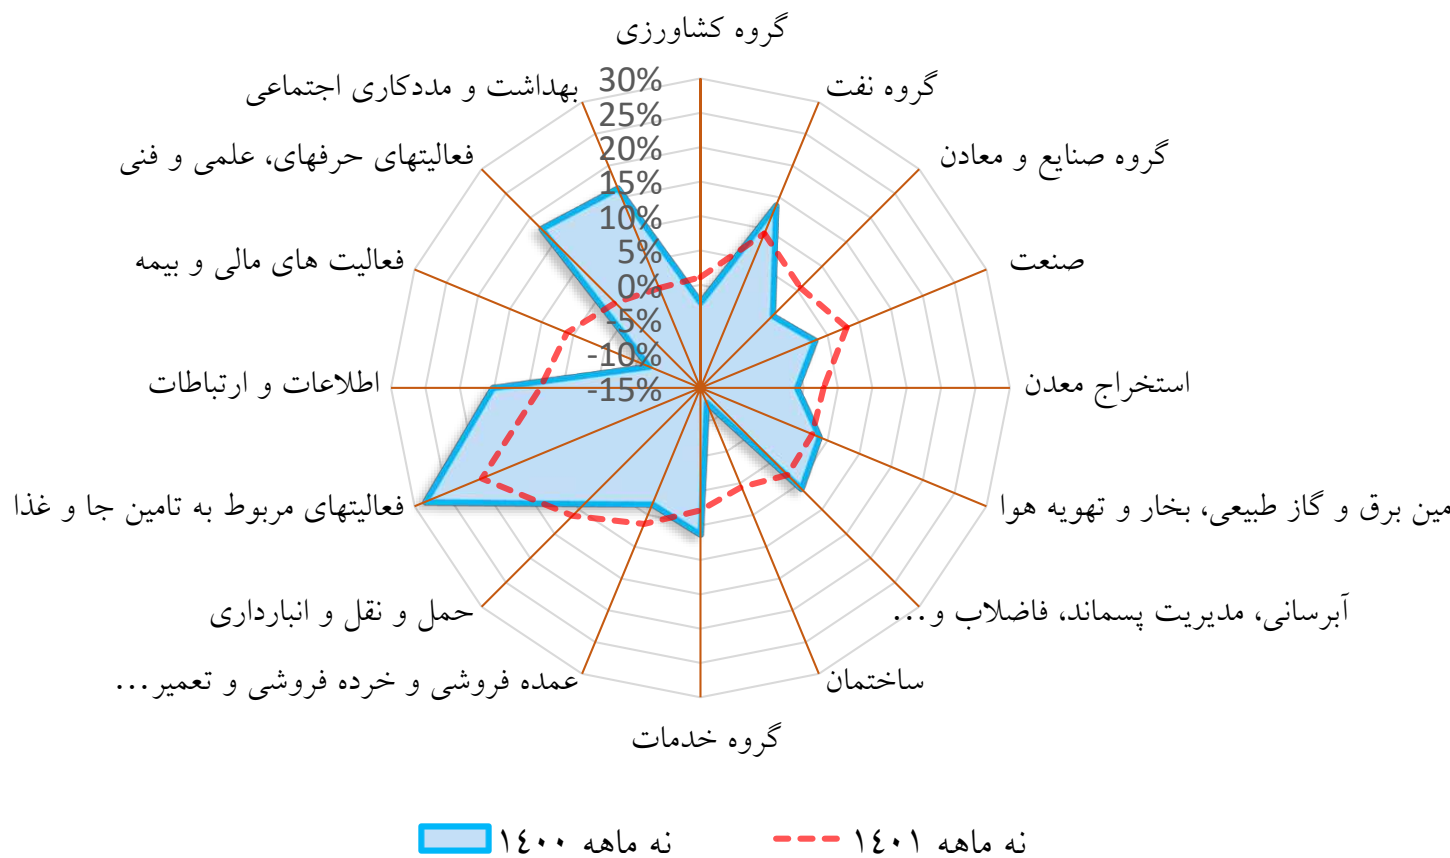 گروه کشاورزی
گروه نفت
گروه صنایع و معادن
صنعت
استخراج معدن
مین برق و گاز طبیعی، بخار و تهویه هوا
آبرسانی، مدیریت پسماند، فاضلاب و...
ساختمان
گروه خدمات
عمده فروشی و خرده فروشی و تعمیر...
حمل و نقل و انبارداری
فعالیتهای مربوط به تامین جا و غذا
اطلاعات و ارتباطات
فعالیت های مالی و بیمه
فعالیتهای حرفهای، علمی و فنی
بهداشت و مددکاری اجتماعی
30%
25%
20%
15%
10%
5%
0%
-5%
-10%
-15%
نه ماهه ١٤٠١
نه ماهه ١٤٠٠